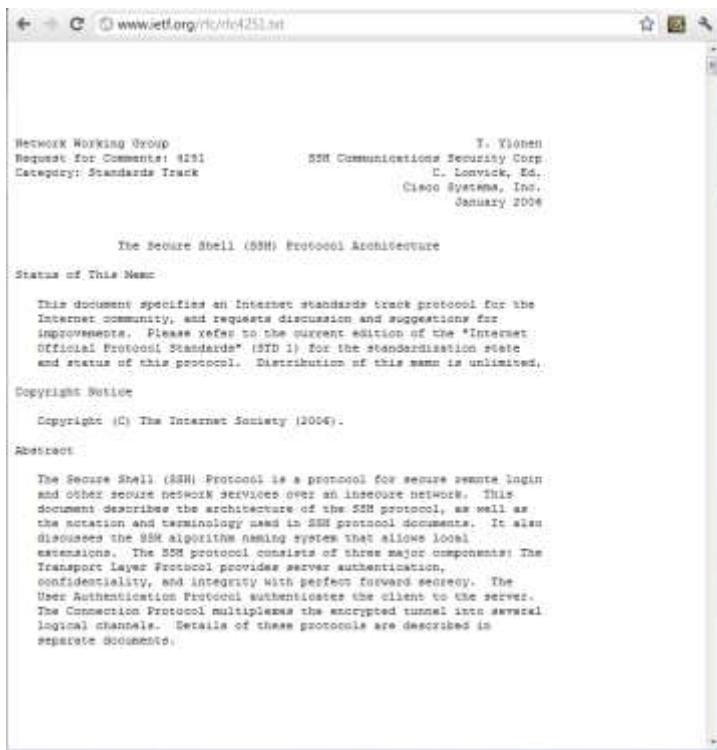 www.ietf.org/rfc/rfc4251.txt
Network Working Group T. Ylonen
Request for Comments: 4251 SSH Communications Security Corp
Category: Standards Track C. Lonvick, Ed.
Cisco Systems, Inc.
January 2006
The Secure Shell (SSH) Protocol Architecture
Status of This Memo
This document specifies an Internet standards track protocol for the
Internet community, and requests discussion and suggestions for
improvements. Please refer to the current edition of the "Internet
Official Protocol Standards" (STD 1) for the standardization state
and status of this protocol. Distribution of this memo is unlimited.
Copyright Notice
Copyright (C) The Internet Society (2006).
Abstract
The Secure Shell (SSH) Protocol is a protocol for secure remote login
and other secure network services over an insecure network. This
document describes the architecture of the SSH protocol, as well as
the notation and terminology used in SSH protocol documents. It also
discusses the SSH algorithm naming system that allows local
extensions. The SSH protocol consists of three major components: The
Transport Layer Protocol provides server authentication,
confidentiality, and integrity with perfect forward secrecy. The
User Authentication Protocol authenticates the client to the server.
The Connection Protocol multiplexes the encrypted tunnel into several
logical channels. Details of these protocols are described in
separate documents.